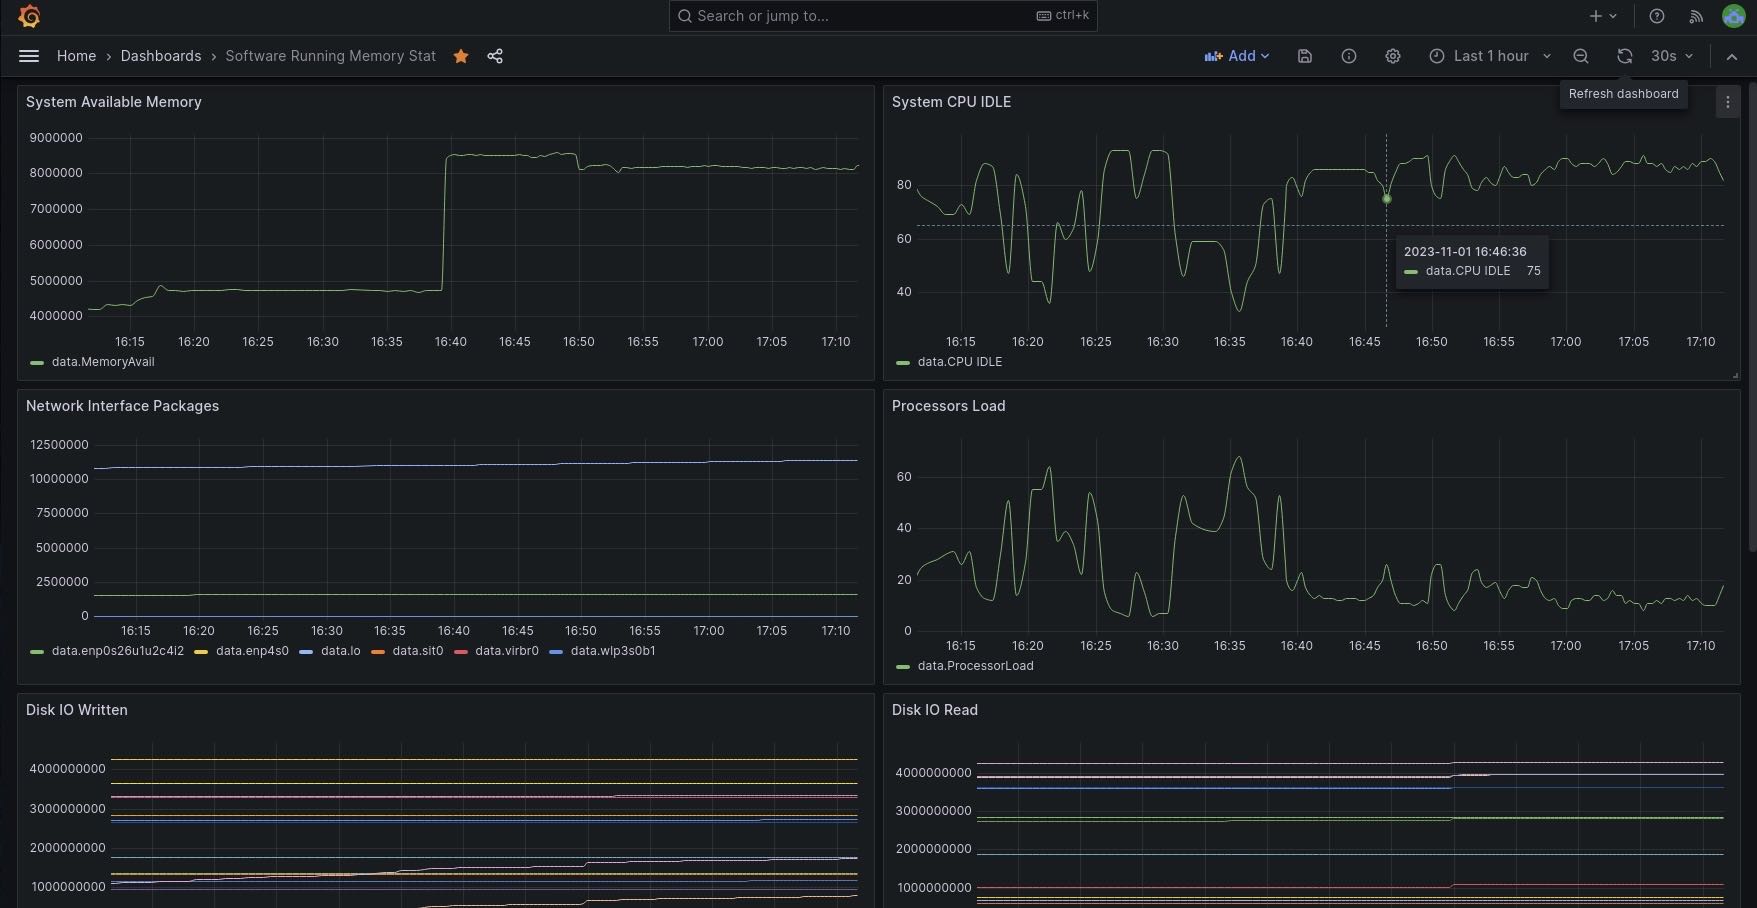 Search or jump to... ctrl+k
Home › Dashboards › Software Running Memory Stat Add Last 1 hour 30s
Refresh dashboard
System Available Memory
9000000
8000000
7000000
6000000
5000000
4000000
16:15 16:20 16:25 16:30 16:35 16:40 16:45 16:50 16:55 17:00 17:05 17:10
data.MemoryAvail
System CPU IDLE
80
60
40
2023-11-01 16:46:36
data.CPU IDLE 75
16:15 16:20 16:25 16:30 16:35 16:40 16:45 16:50 16:55 17:00 17:05 17:10
data.CPU IDLE
Network Interface Packages
12500000
10000000
7500000
5000000
2500000
0
16:15 16:20 16:25 16:30 16:35 16:40 16:45 16:50 16:55 17:00 17:05 17:10
data.enp0s26u1u2c4i2 data.enp4s0 data.lo data.sit0 data.virbr0 data.wlp3s0b1
Processors Load
60
40
20
0
16:15 16:20 16:25 16:30 16:35 16:40 16:45 16:50 16:55 17:00 17:05 17:10
data.ProcessorLoad
Disk IO Written
4000000000
3000000000
2000000000
1000000000
Disk IO Read
4000000000
3000000000
2000000000
1000000000